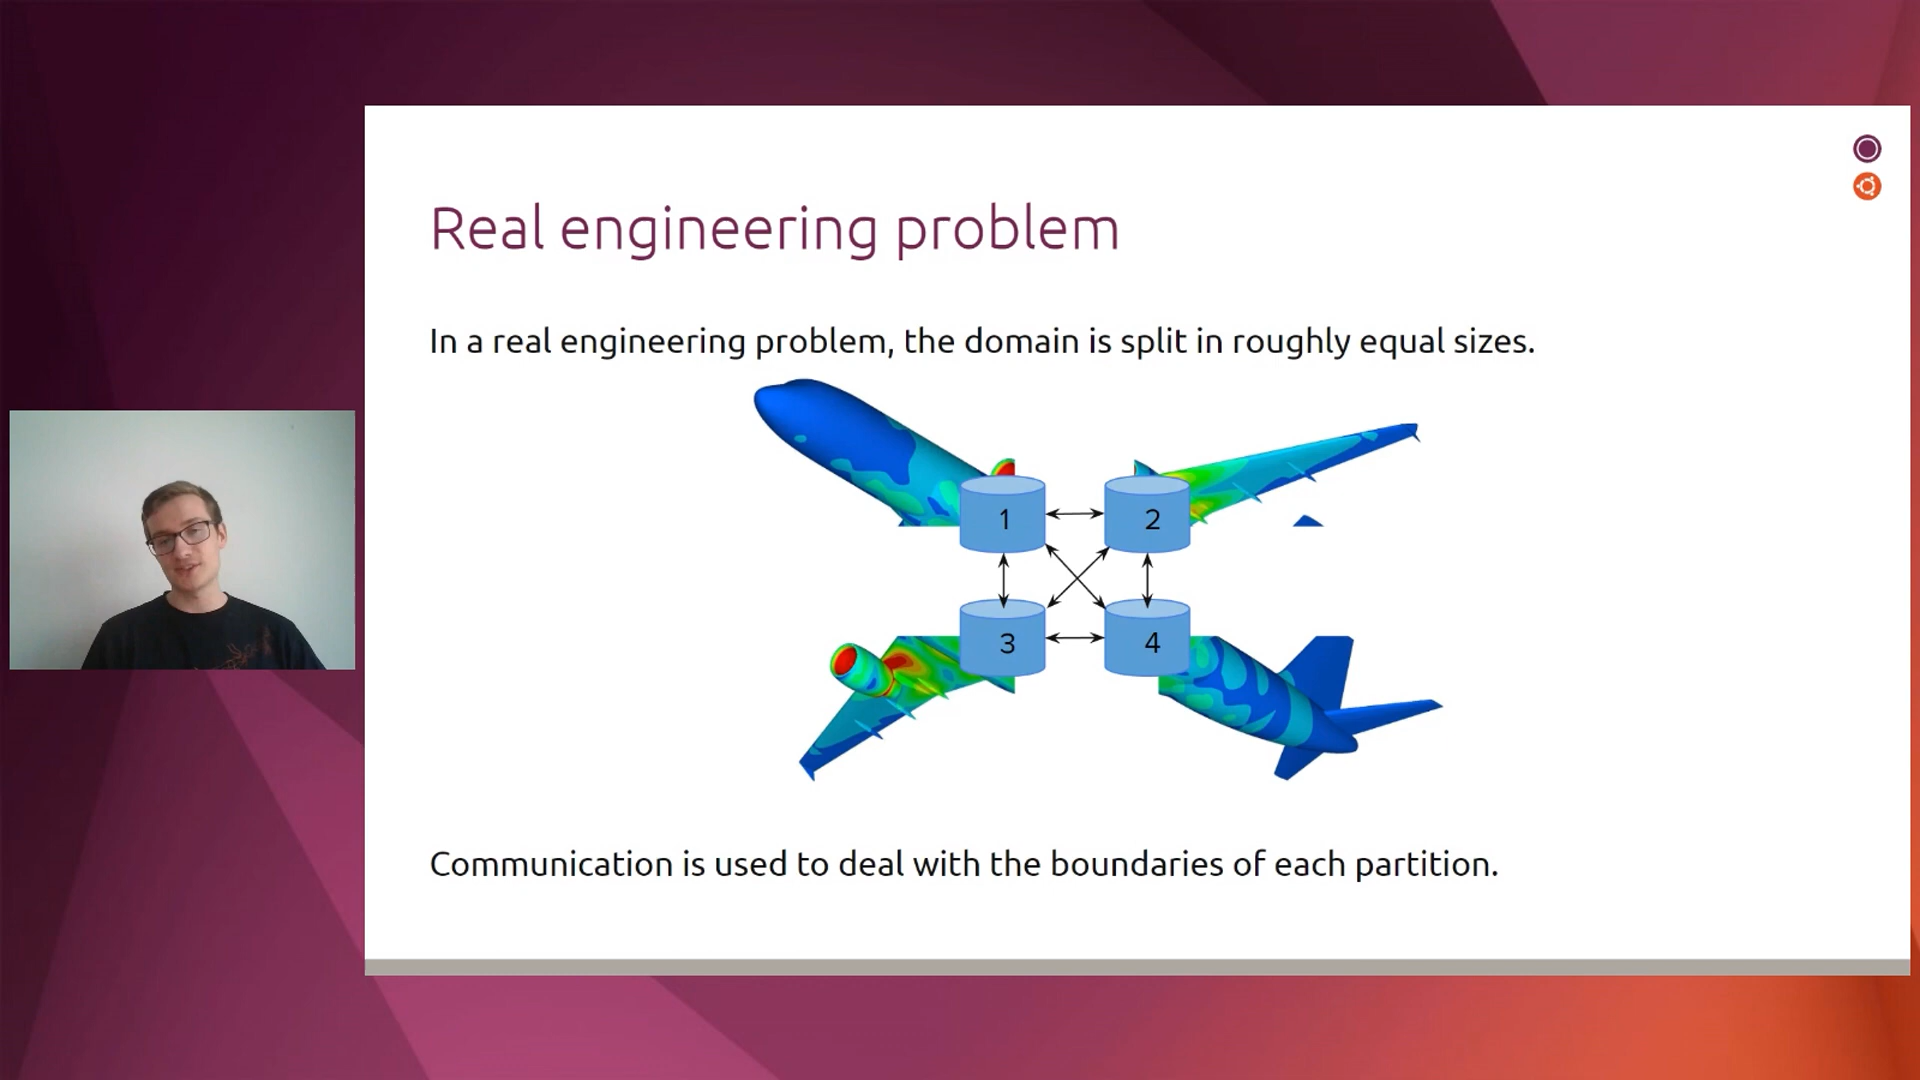 Real engineering problem
In a real engineering problem, the domain is split in roughly equal sizes.
1
2
3
4
Communication is used to deal with the boundaries of each partition.